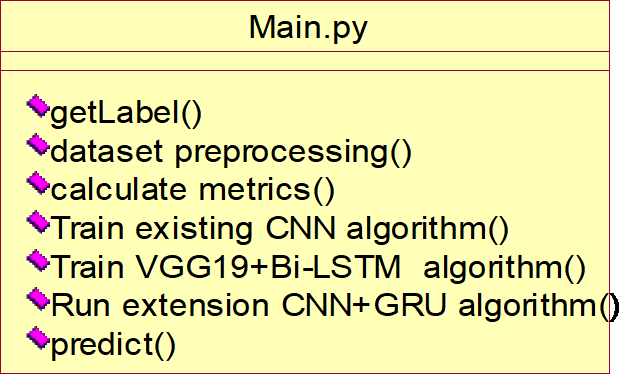 Main.py
getLabel()
dataset preprocessing()
calculate metrics()
Train existing CNN algorithm()
Train VGG19+Bi-LSTM  algorithm()
Run extension CNN+GRU algorithm()
predict()